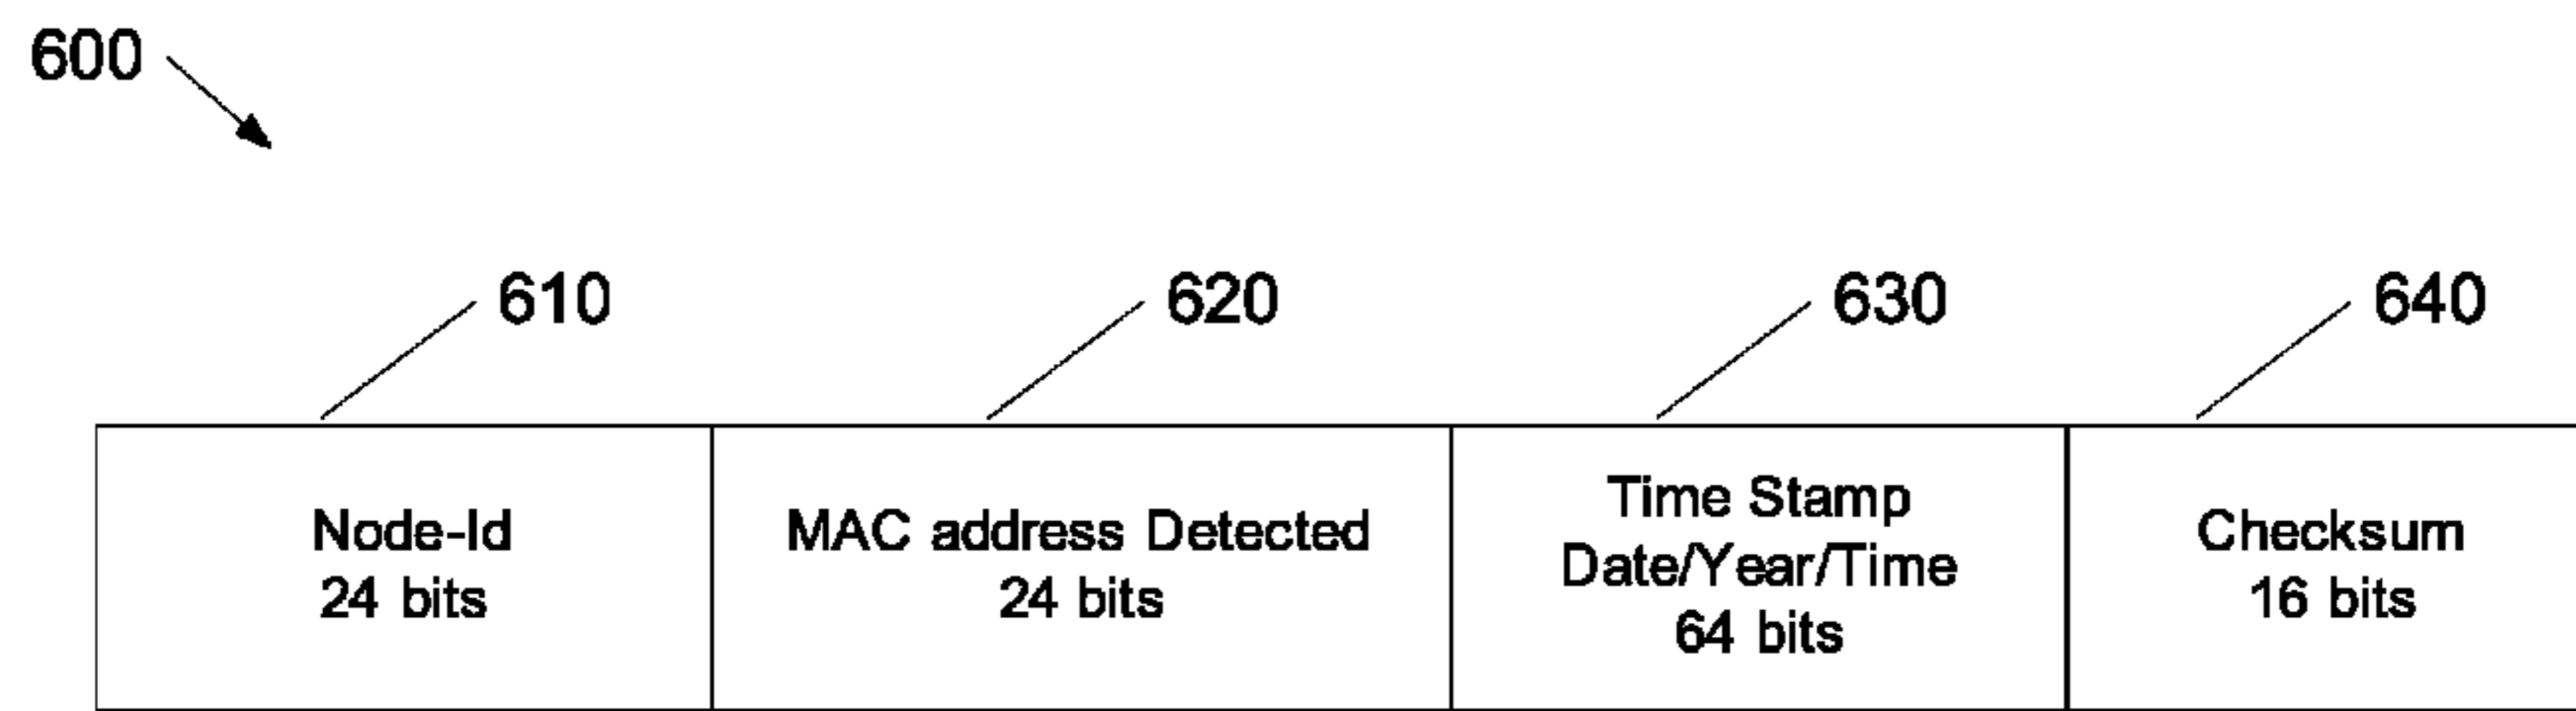 600
610
620
630
640
Node-Id
24 bits
MAC address Detected
24 bits
Time Stamp
Date/Year/Time
64 bits
Checksum
16 bits